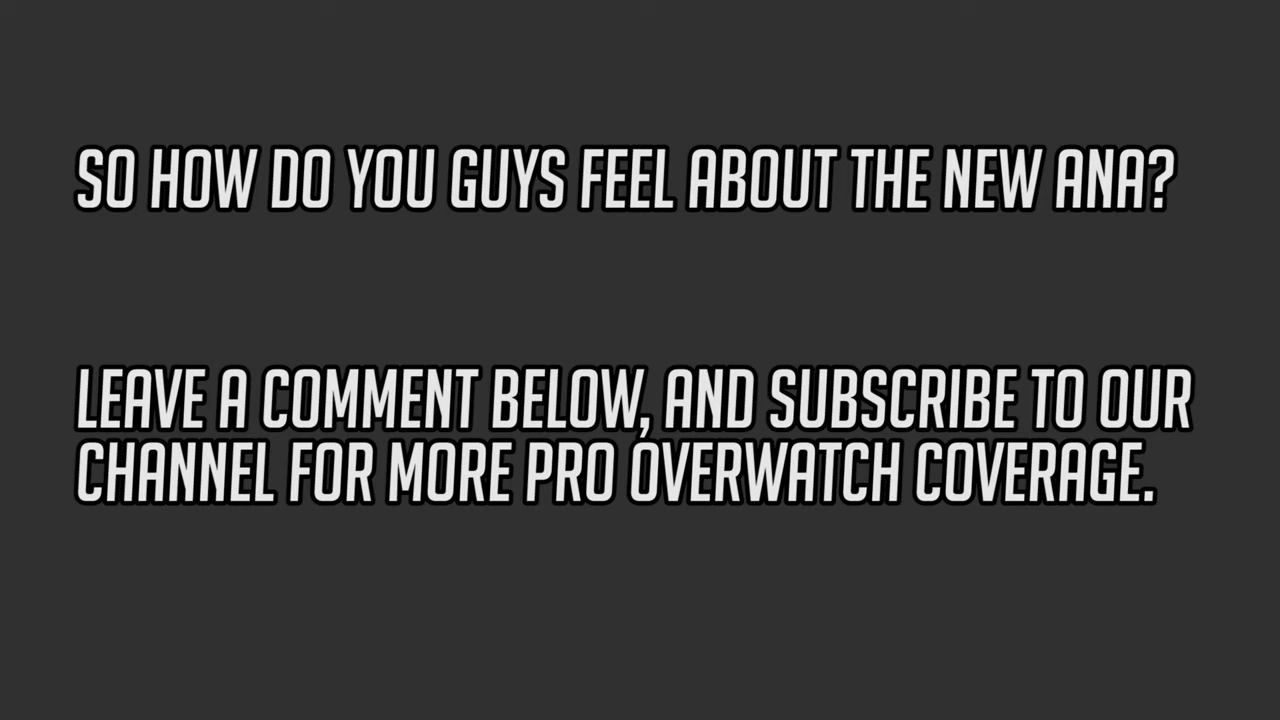 SO HOW DO YOU GUYS FEEL ABOUT THE NEW ANA?
LEAVE A COMMENT BELOW, AND SUBSCRIBE TO OUR
CHANNEL FOR MORE PRO OVERWATCH COVERAGE.